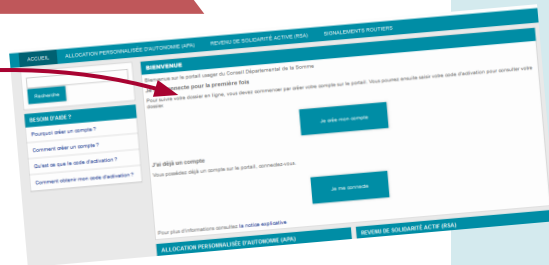 ACCUEIL ALLOCATION PERSONNALISÉE D'AUTONOMIE (APA) REVENU DE SOLIDARITÉ ACTIVE (RSA) SIGNALEMENTS ROUTIERS
Recherche
BESOIN D'AIDE ?
Pourquoi créer un compte ?
Comment créer un compte ?
Qu'est ce que le code d'activation ?
Comment obtenir mon code d'activation ?
BIENVENUE
Bienvenue sur le portail usager du Conseil Départemental de la Somme
Je connecte pour la première fois
Pour suivre votre dossier en ligne, vous devez commencer par créer votre compte sur le portail. Vous pourrez ensuite saisir votre code d'activation pour consulter votre
dossier
Je crée mon compte
J'ai déjà un compte
Vous possédez déjà un compte sur le portail, connectez-vous.
Je me connecte
Pour plus d'informations consultez la notice explicative
ALLOCATION PERSONNALISÉE D'AUTONOMIE (APA) REVENU DE SOLIDARITÉ ACTIF (RSA)